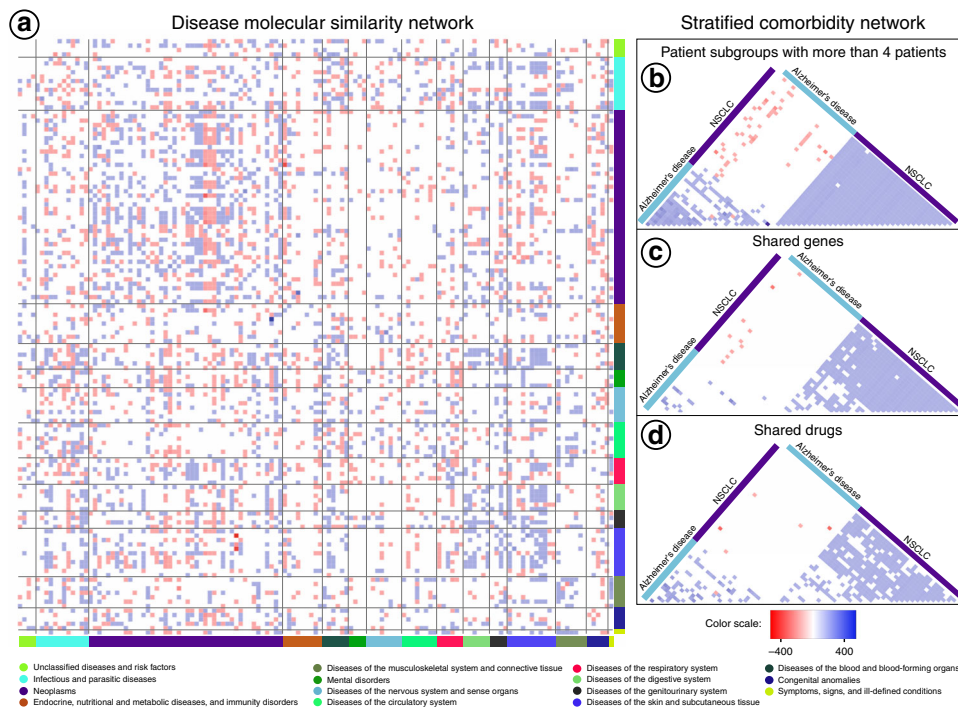 a
Disease molecular similarity network
Stratified comorbidity network
Patient subgroups with more than 4 patients
b
NSCLC
Alzheimer's disease
Alzheimer's disease
NSCLC
Shared genes
c
NSCLC
Alzheimer's disease
Alzheimer's disease
NSCLC
Shared drugs
d
NSCLC
Alzheimer's disease
Alzheimer's disease
NSCLC
Color scale:
−400 400
Unclassified diseases and risk factors
Infectious and parasitic diseases
Neoplasms
Endocrine, nutritional and metabolic diseases, and immunity disorders
Diseases of the musculoskeletal system and connective tissue
Mental disorders
Diseases of the nervous system and sense organs
Diseases of the circulatory system
Diseases of the respiratory system
Diseases of the digestive system
Diseases of the genitourinary system
Diseases of the skin and subcutaneous tissue
Diseases of the blood and blood-forming organs
Congenital anomalies
Symptoms, signs, and ill-defined conditions